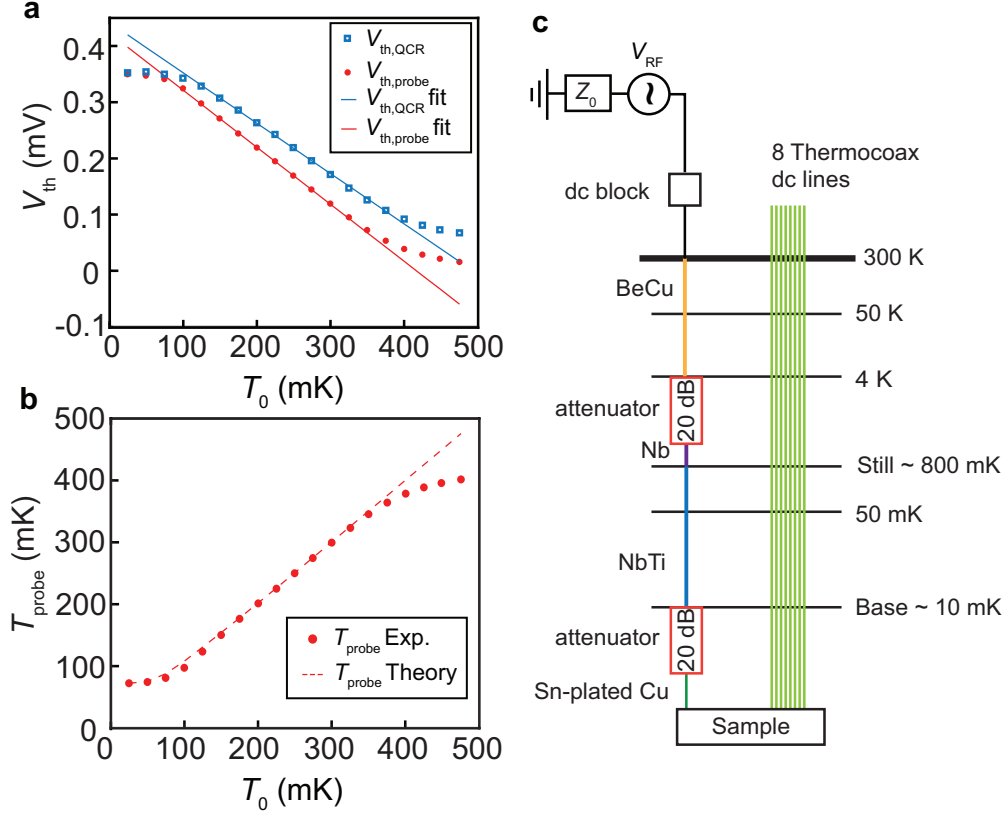 a
0.4
0.3
0.2
0.1
0
-0.1
V_th (mV)
0 100 200 300 400 500
T_0 (mK)
V_th,QCR
V_th,probe
V_th,QCR fit
V_th,probe fit
b
500
400
300
200
100
0
T_probe (mK)
0 100 200 300 400 500
T_0 (mK)
T_probe Exp.
T_probe Theory
c
V_RF
Z_0
~
dc block
8 Thermocoax
dc lines
300 K
BeCu
50 K
4 K
attenuator
20 dB
Nb
Still ~ 800 mK
50 mK
NbTi
Base ~ 10 mK
attenuator
20 dB
Sn-plated Cu
Sample